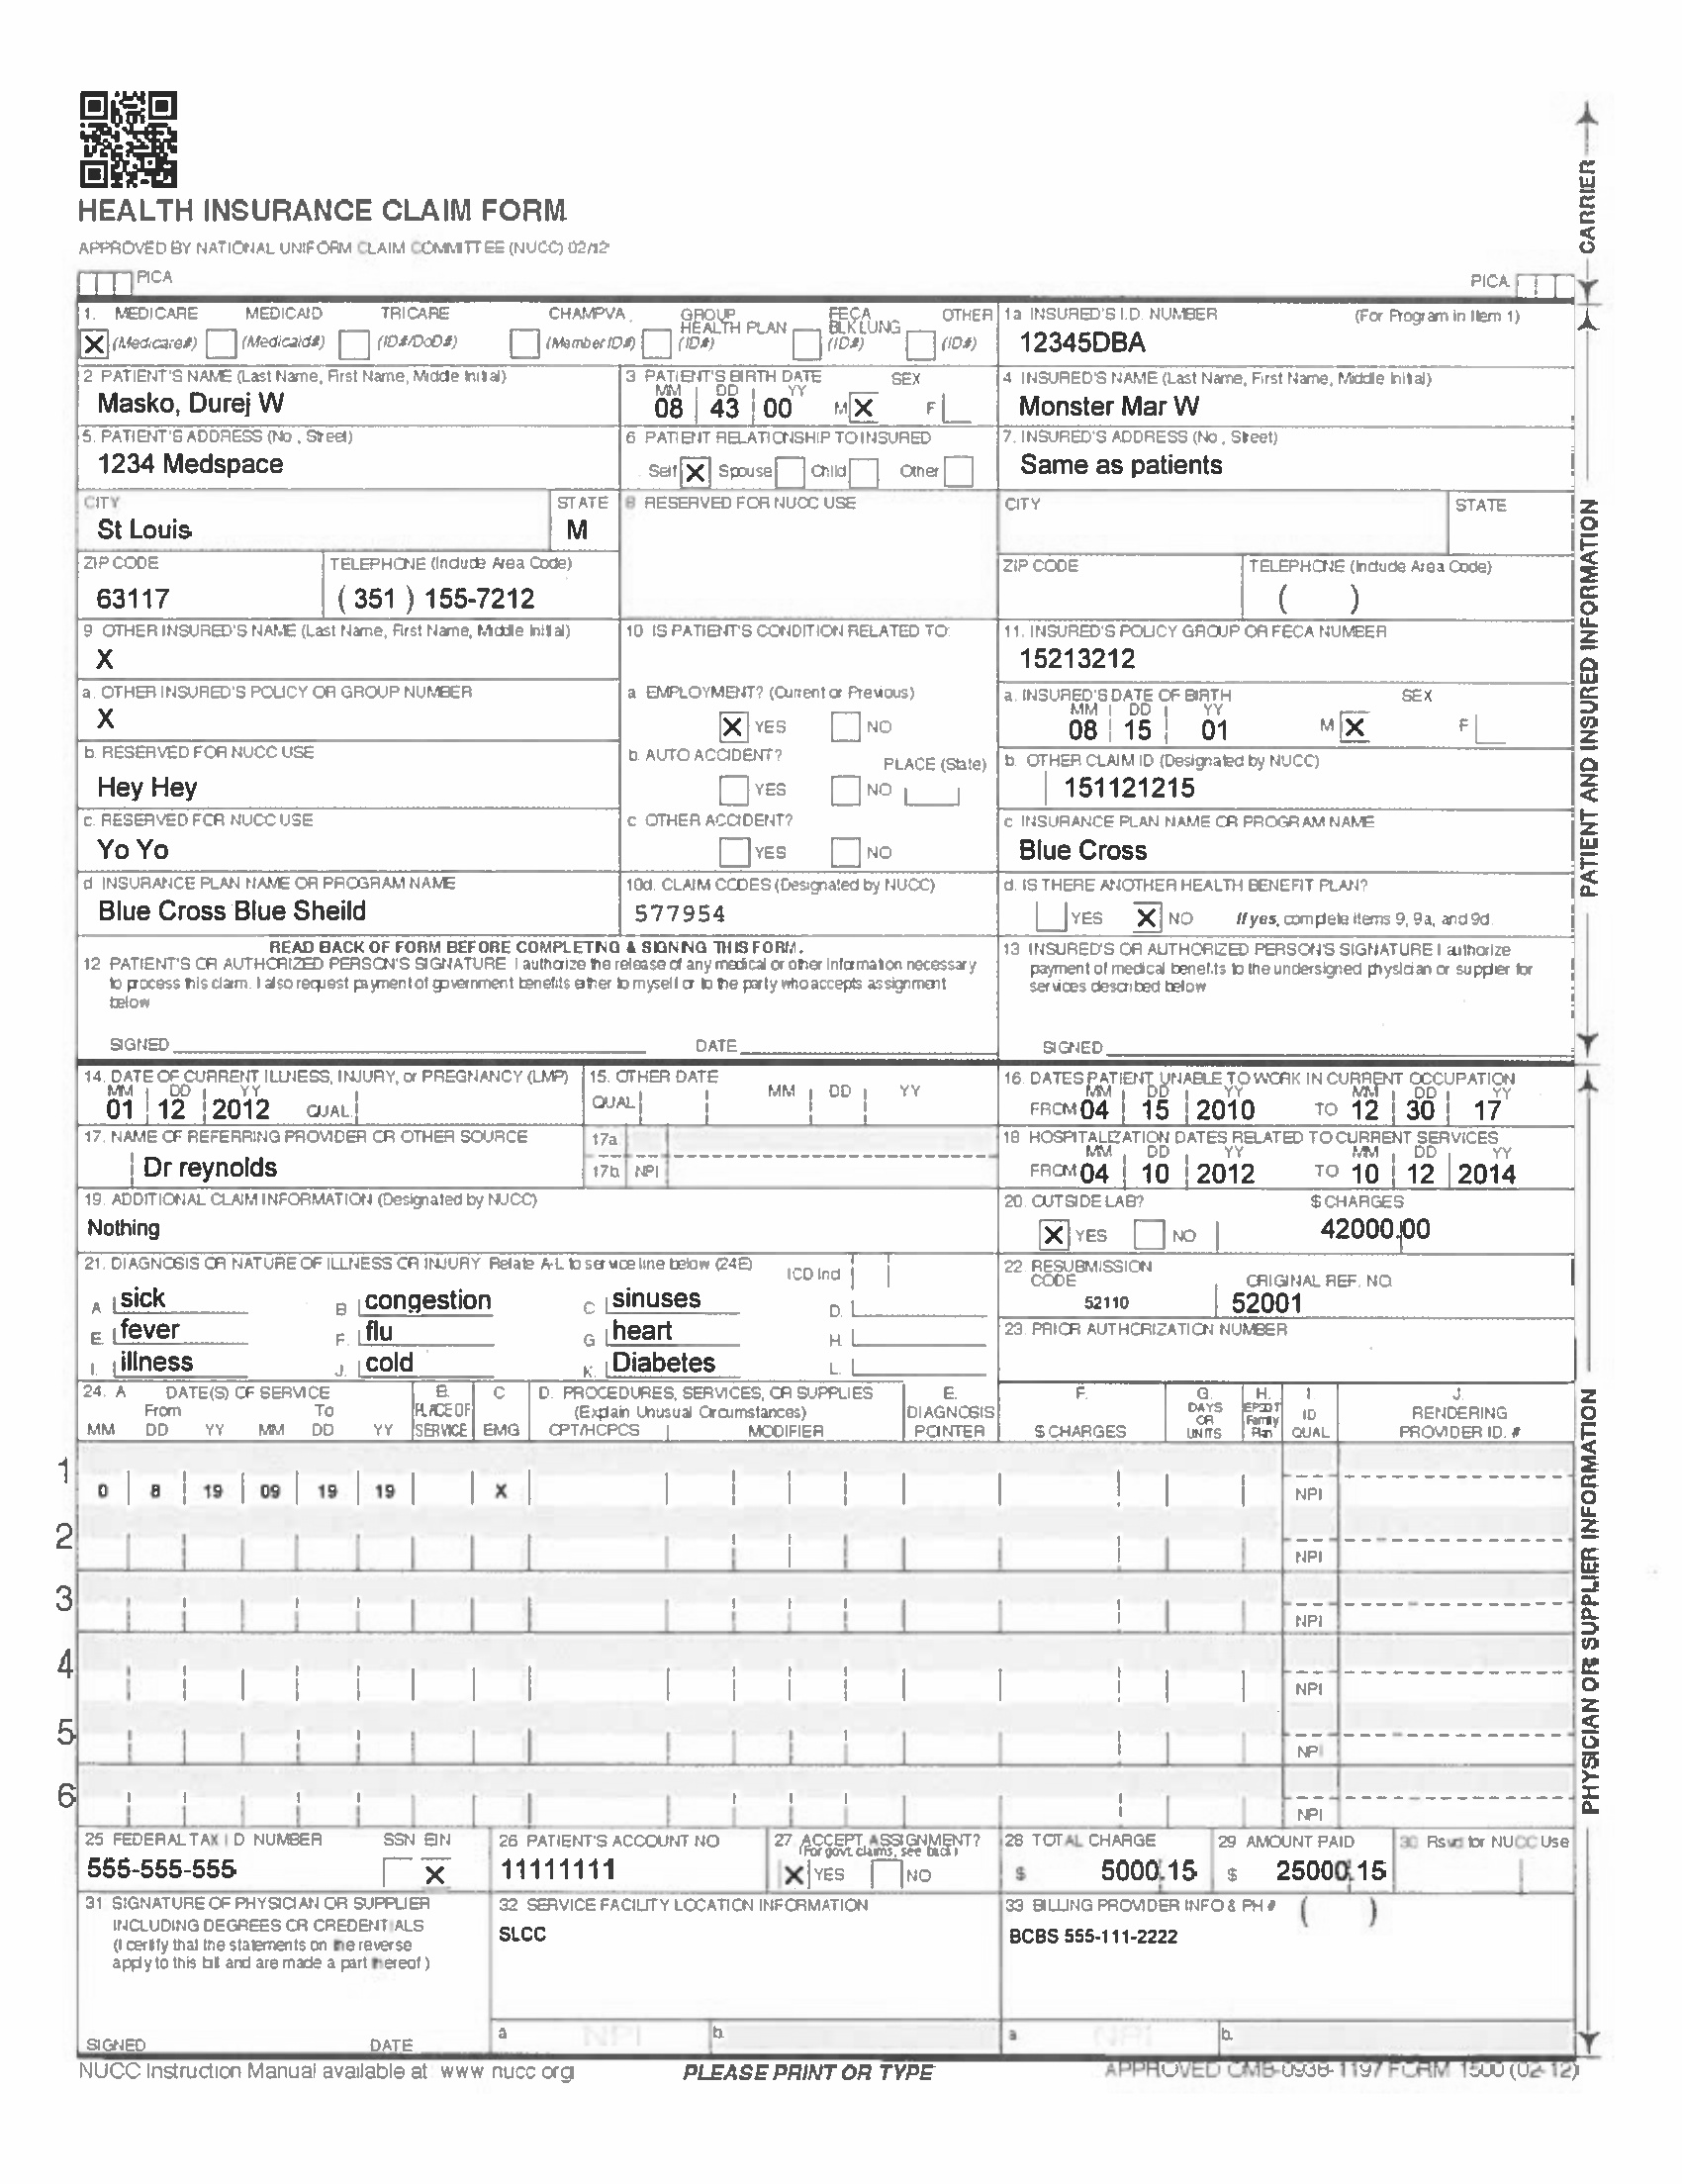 HEALTH INSURANCE CLAIM FORM
APPROVED BY NATIONAL UNIFORM CLAIM COMMITTEE (NUCC) 02/12
PICA PICA
CARRIER
1. MEDICARE MEDICAID TRICARE CHAMPVA GROUP HEALTH PLAN FECA BLK LUNG OTHER
X (Medicare#) (Medicaid#) (ID#/DoD#) (Member ID#) (ID#) (ID#) (ID#)
1a INSURED'S I.D. NUMBER (For Program in Item 1)
12345DBA
2 PATIENT'S NAME (Last Name, First Name, Middle Initial)
Masko, Durej W
3 PATIENT'S BIRTH DATE SEX
MM DD YY
08 43 00 M X F
4 INSURED'S NAME (Last Name, First Name, Middle Initial)
Monster Mar W
5. PATIENT'S ADDRESS (No, Street)
1234 Medspace
6 PATIENT RELATIONSHIP TO INSURED
Self X Spouse Child Other
7. INSURED'S ADDRESS (No, Street)
Same as patients
CITY STATE
St Louis M
8 RESERVED FOR NUCC USE
CITY STATE
ZIP CODE TELEPHONE (Include Area Code)
63117 ( 351 ) 155-7212
ZIP CODE TELEPHONE (Include Area Code)
( )
9 OTHER INSURED'S NAME (Last Name, First Name, Middle Initial)
X
10 IS PATIENT'S CONDITION RELATED TO:
11. INSURED'S POLICY GROUP OR FECA NUMBER
15213212
a. OTHER INSURED'S POLICY OR GROUP NUMBER
X
a EMPLOYMENT? (Current or Previous)
X YES NO
a. INSURED'S DATE OF BIRTH SEX
MM DD YY
08 15 01 M X F
b. RESERVED FOR NUCC USE
Hey Hey
b. AUTO ACCIDENT? PLACE (State)
YES NO
b. OTHER CLAIM ID (Designated by NUCC)
151121215
c. RESERVED FOR NUCC USE
Yo Yo
c OTHER ACCIDENT?
YES NO
c INSURANCE PLAN NAME OR PROGRAM NAME
Blue Cross
d INSURANCE PLAN NAME OR PROGRAM NAME
Blue Cross Blue Sheild
10d. CLAIM CODES (Designated by NUCC)
577954
d. IS THERE ANOTHER HEALTH BENEFIT PLAN?
YES X NO If yes, complete items 9, 9a, and 9d.
READ BACK OF FORM BEFORE COMPLETING & SIGNING THIS FORM.
12 PATIENT'S OR AUTHORIZED PERSON'S SIGNATURE I authorize the release of any medical or other information necessary
to process this claim. I also request payment of government benefits either to myself or to the party who accepts assignment
below
SIGNED DATE
13 INSURED'S OR AUTHORIZED PERSON'S SIGNATURE I authorize
payment of medical benefits to the undersigned physician or supplier for
services described below
SIGNED
PATIENT AND INSURED INFORMATION
14. DATE OF CURRENT ILLNESS, INJURY, or PREGNANCY (LMP)
MM DD YY
01 12 2012 QUAL.
15. OTHER DATE MM DD YY
QUAL
16. DATES PATIENT UNABLE TO WORK IN CURRENT OCCUPATION
MM DD YY MM DD YY
FROM 04 15 2010 TO 12 30 17
17. NAME OF REFERRING PROVIDER OR OTHER SOURCE
Dr reynolds
17a
17b NPI
18 HOSPITALIZATION DATES RELATED TO CURRENT SERVICES
MM DD YY MM DD YY
FROM 04 10 2012 TO 10 12 2014
19. ADDITIONAL CLAIM INFORMATION (Designated by NUCC)
Nothing
20. OUTSIDE LAB? $ CHARGES
X YES NO 42000.00
21. DIAGNOSIS OR NATURE OF ILLNESS OR INJURY Relate A-L to service line below (24E) ICD Ind
A sick B congestion C sinuses D.
E. fever F. flu G heart H.
I. illness J. cold K. Diabetes L.
22. RESUBMISSION
CODE ORIGINAL REF. NO.
52110 52001
23. PRIOR AUTHORIZATION NUMBER
24. A DATE(S) OF SERVICE B. C D. PROCEDURES, SERVICES, OR SUPPLIES E. F. G. H. I J.
From To PLACE OF (Explain Unusual Circumstances) DIAGNOSIS DAYS OR EPSDT Family ID RENDERING
MM DD YY MM DD YY SERVICE EMG CPT/HCPCS MODIFIER POINTER $ CHARGES UNITS Plan QUAL PROVIDER ID. #
1
0 8 19 09 19 19 X NPI
2
NPI
3
NPI
4
NPI
5
NPI
6
NPI
25 FEDERAL TAX I D NUMBER SSN EIN
555-555-555 X
26 PATIENT'S ACCOUNT NO
11111111
27 ACCEPT ASSIGNMENT?
(For govt. claims, see back)
X YES NO
28 TOTAL CHARGE
$ 5000.15
29 AMOUNT PAID
$ 25000.15
30 Rsvd for NUCC Use
31 SIGNATURE OF PHYSICIAN OR SUPPLIER
INCLUDING DEGREES OR CREDENTIALS
(I certify that the statements on the reverse
apply to this bill and are made a part thereof)
SIGNED DATE
32 SERVICE FACILITY LOCATION INFORMATION
SLCC
a NPI b.
33 BILLING PROVIDER INFO & PH # ( )
BCBS 555-111-2222
a NPI b.
PHYSICIAN OR SUPPLIER INFORMATION
NUCC Instruction Manual available at: www nucc org PLEASE PRINT OR TYPE APPROVED OMB-0938-1197 FORM 1500 (02-12)